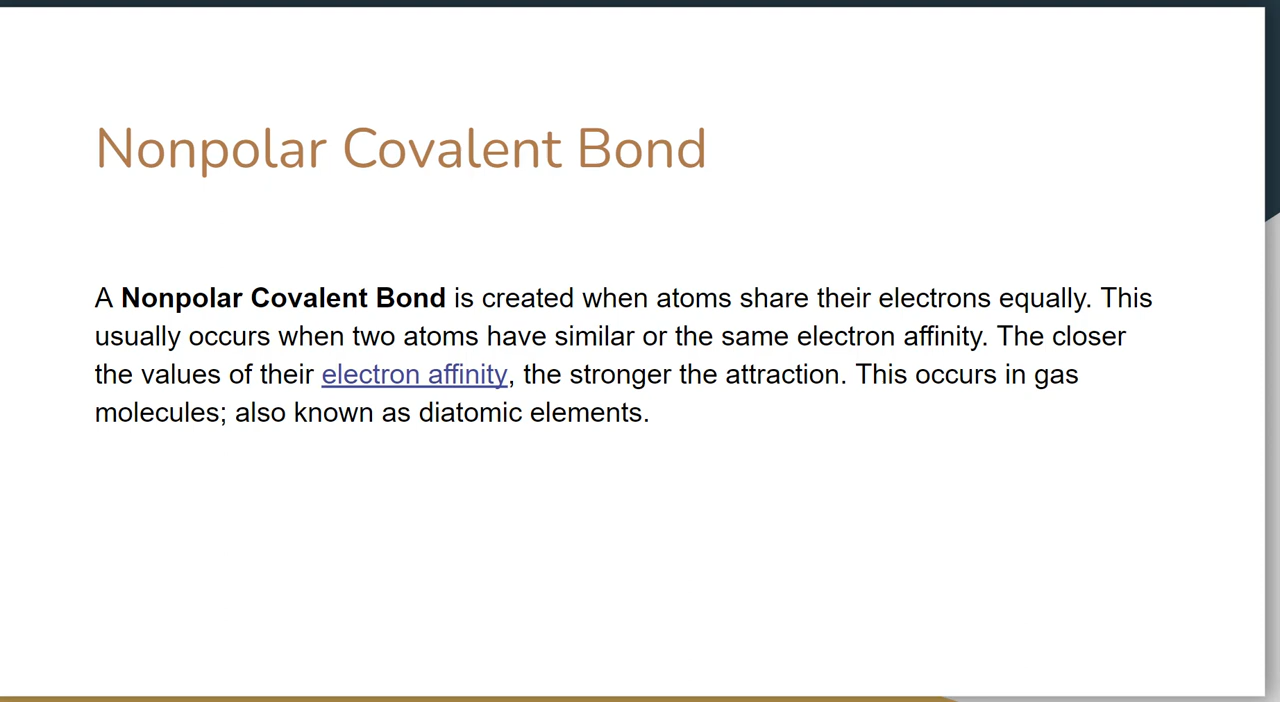 Nonpolar Covalent Bond
A Nonpolar Covalent Bond is created when atoms share their electrons equally. This
usually occurs when two atoms have similar or the same electron affinity. The closer
the values of their electron affinity, the stronger the attraction. This occurs in gas
molecules; also known as diatomic elements.